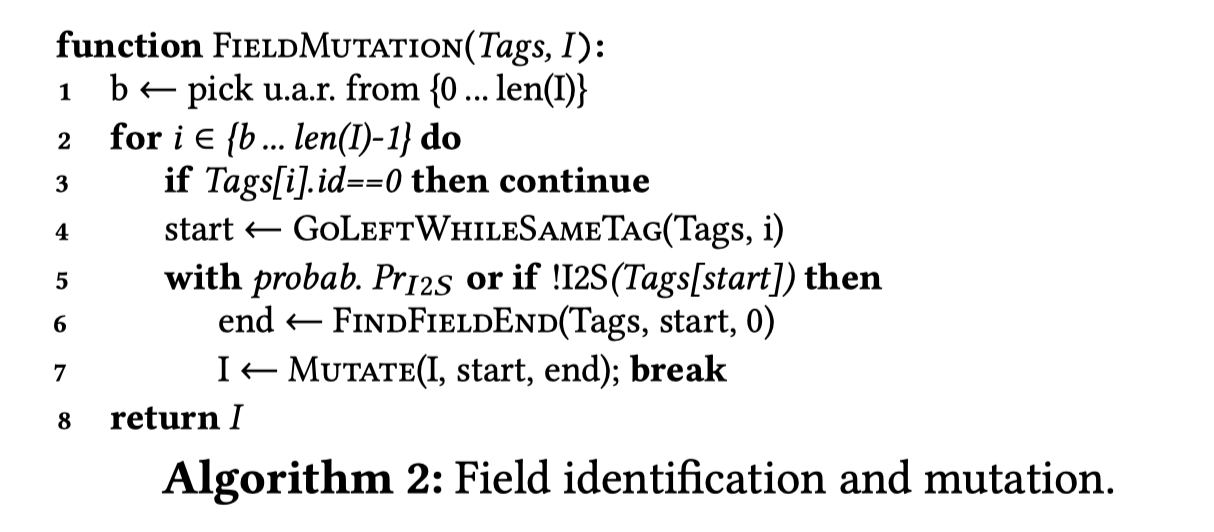 function FIELDMUTATION(Tags, I):
1 b ← pick u.a.r. from {0 ... len(I)}
2 for i ∈ {b ... len(I)-1} do
3 if Tags[i].id==0 then continue
4 start ← GOLEFTWHILESAMETAG(Tags, i)
5 with probab. Pr_{I2S} or if !I2S(Tags[start]) then
6 end ← FINDFIELDEND(Tags, start, 0)
7 I ← MUTATE(I, start, end); break
8 return I
Algorithm 2: Field identification and mutation.